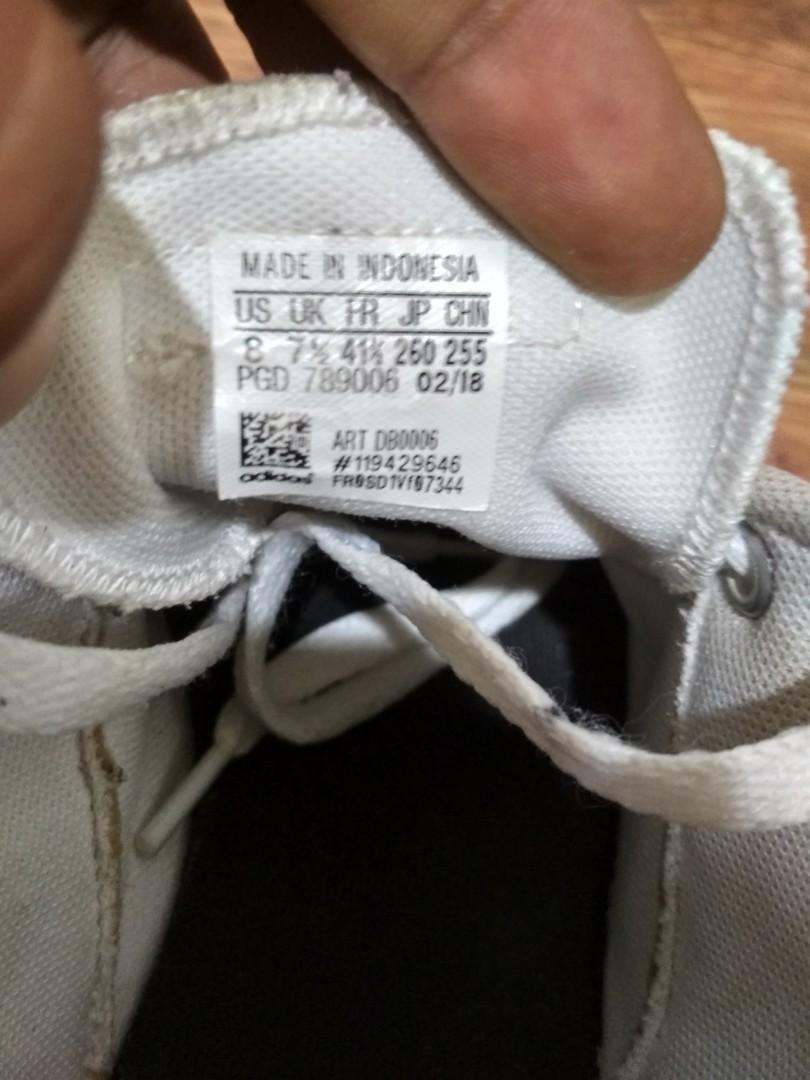 MADE IN INDONESIA
US UK FR JP CHN
8 7½ 41⅓ 260 255
PGD 789006 02/18
ART DB0006
#119429646
adidas FR0SD1Vf07344